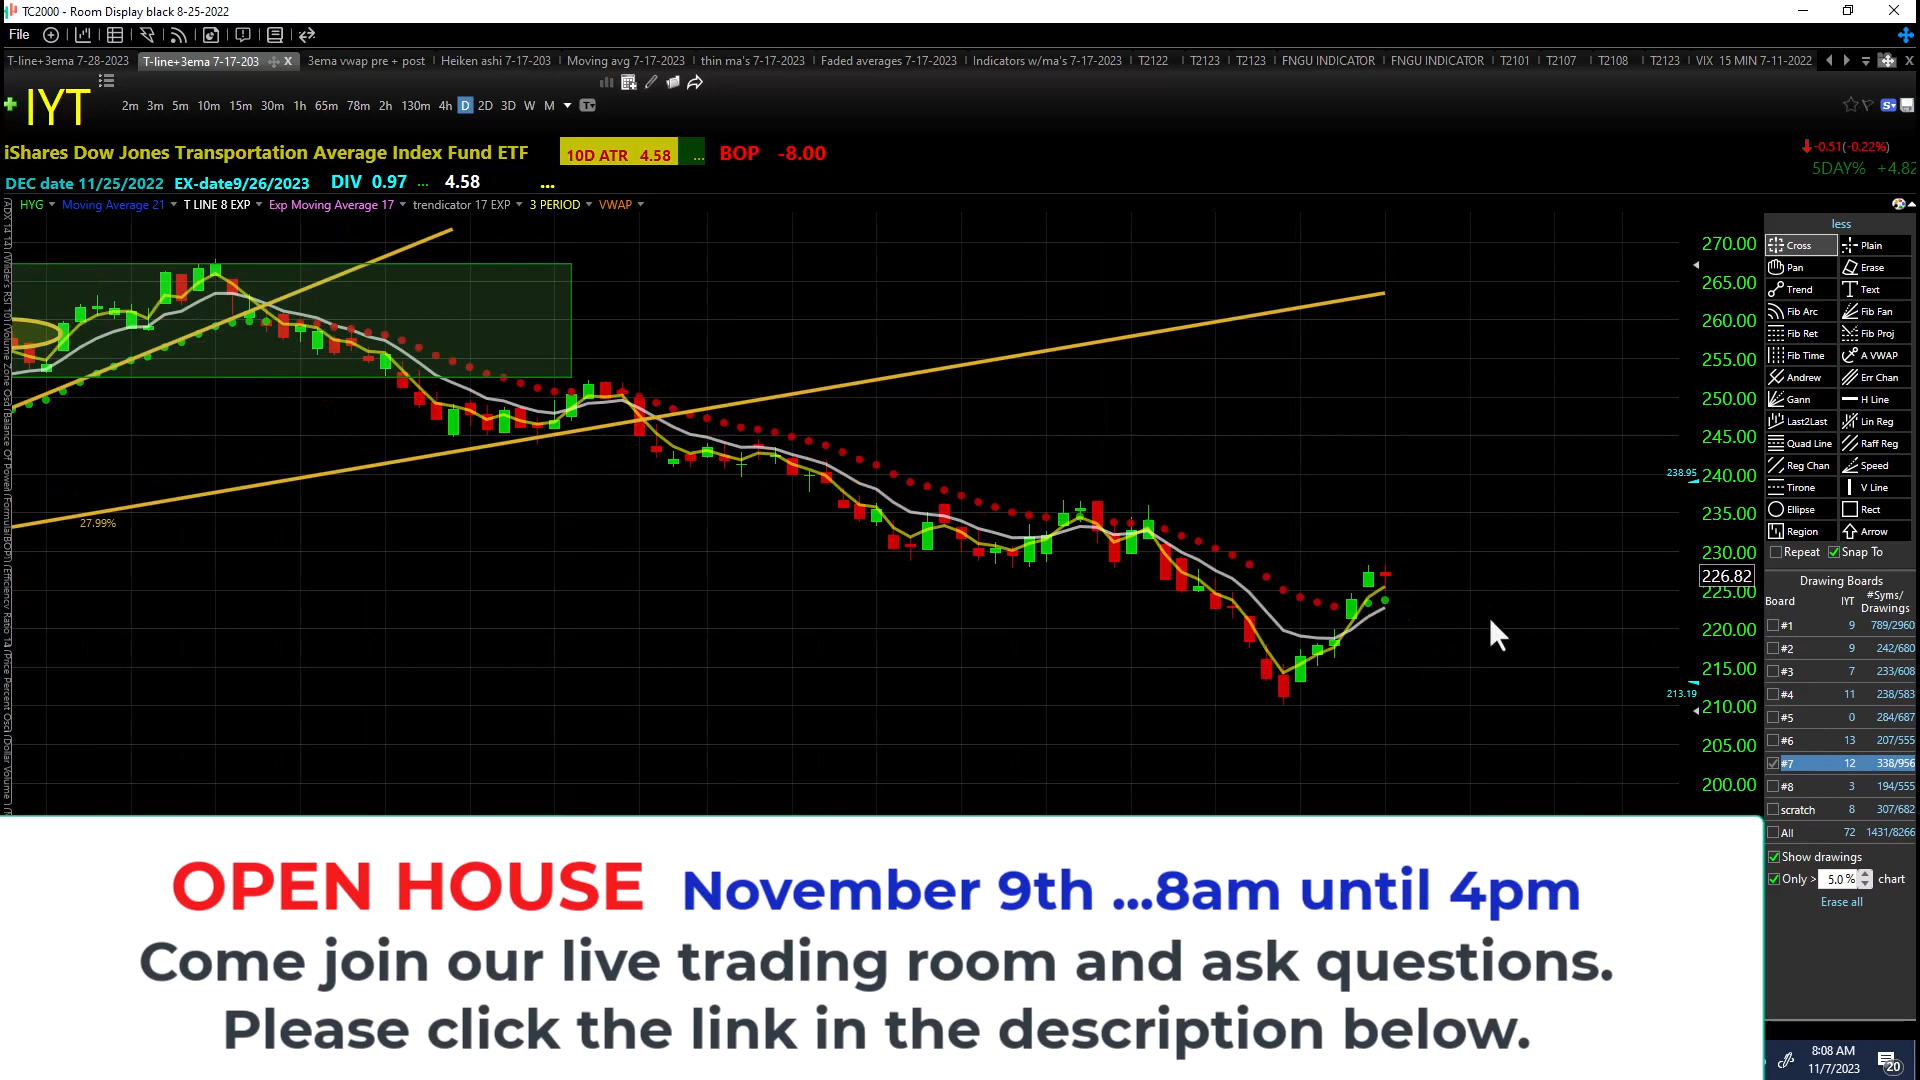 TC2000 - Room Display black 8-25-2022
File
T-line+3ema 7-28-2023 T-line+3ema 7-17-203 X 3ema vwap pre + post Heiken ashi 7-17-203 Moving avg 7-17-2023 thin ma's 7-17-2023 Faded averages 7-17-2023 Indicators w/ma's 7-17-2023 T2122 T2123 T2123 FNGU INDICATOR FNGU INDICATOR T2101 T2107 T2108 T2123 VIX 15 MIN 7-11-2022
IYT 2m 3m 5m 10m 15m 30m 1h 65m 78m 2h 130m 4h D 2D 3D W M
iShares Dow Jones Transportation Average Index Fund ETF 10D ATR 4.58 ... BOP -8.00
-0.51(-0.22%)
5DAY% +4.82
DEC date 11/25/2022 EX-date9/26/2023 DIV 0.97 ... 4.58 ...
HYG Moving Average 21 T LINE 8 EXP Exp Moving Average 17 trendicator 17 EXP 3 PERIOD VWAP
270.00
265.00
260.00
255.00
250.00
245.00
240.00
235.00
230.00
226.82
225.00
220.00
215.00
210.00
205.00
200.00
238.95
213.19
27.99%
less
Cross Plain
Pan Erase
Trend Text
Fib Arc Fib Fan
Fib Ret Fib Proj
Fib Time A VWAP
Andrew Err Chan
Gann H Line
Last2Last Lin Reg
Quad Line Raff Reg
Reg Chan Speed
Tirone V Line
Ellipse Rect
Region Arrow
Repeat Snap To
Drawing Boards
Board IYT #Syms/
Drawings
#1 9 789/2960
#2 9 242/680
#3 7 233/608
#4 11 238/583
#5 0 284/687
#6 13 207/555
#7 12 338/956
#8 3 194/555
scratch 8 307/682
All 72 1431/8266
Show drawings
Only > 5.0 % chart
Erase all
OPEN HOUSE November 9th ...8am until 4pm
Come join our live trading room and ask questions.
Please click the link in the description below.
8:08 AM
11/7/2023
20